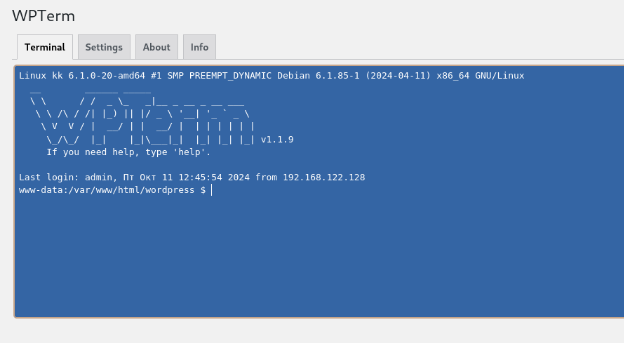 WPTerm
Terminal Settings About Info
Linux kk 6.1.0-20-amd64 #1 SMP PREEMPT_DYNAMIC Debian 6.1.85-1 (2024-04-11) x86_64 GNU/Linux
WPTerm v1.1.9
If you need help, type 'help'.
Last login: admin, Пт Окт 11 12:45:54 2024 from 192.168.122.128
www-data:/var/www/html/wordpress $